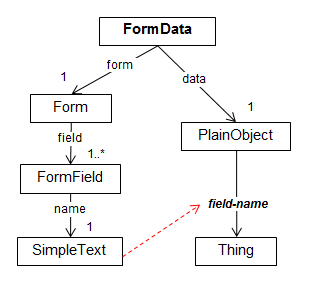 FormData
form
data
1
1
Form
PlainObject
field
1..*
FormField
name
field-name
1
SimpleText
Thing